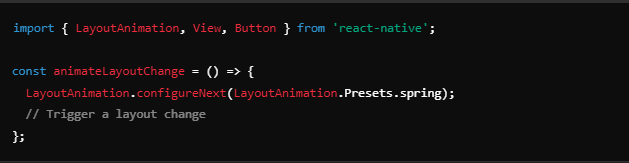 import { LayoutAnimation, View, Button } from 'react-native';
const animateLayoutChange = () => {
  LayoutAnimation.configureNext(LayoutAnimation.Presets.spring);
  // Trigger a layout change
};